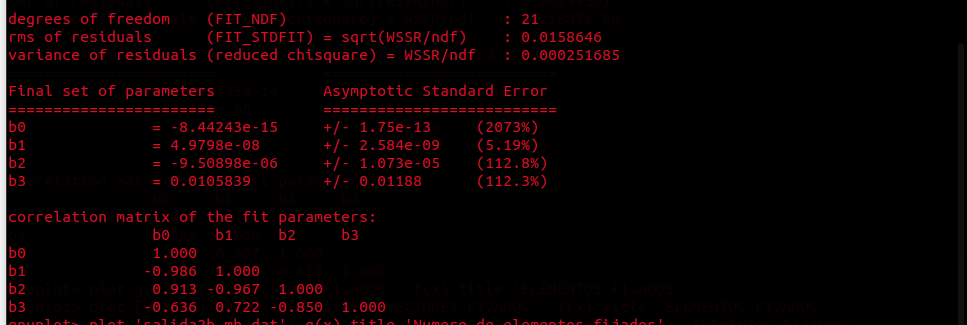 degrees of freedom    (FIT_NDF)                        : 21
rms of residuals      (FIT_STDFIT) = sqrt(WSSR/ndf)    : 0.0158646
variance of residuals (reduced chisquare) = WSSR/ndf   : 0.000251685
Final set of parameters            Asymptotic Standard Error
=======================            ==========================
b0              = -8.44243e-15     +/- 1.75e-13     (2073%)
b1              = 4.9798e-08       +/- 2.584e-09    (5.19%)
b2              = -9.50898e-06     +/- 1.073e-05    (112.8%)
b3              = 0.0105839        +/- 0.01188      (112.3%)
correlation matrix of the fit parameters:
                b0     b1     b2     b3
b0              1.000
b1             -0.986  1.000
b2              0.913 -0.967  1.000
b3             -0.636  0.722 -0.850  1.000
gnuplot> plot 'salida2b_mb.dat', g(x) title 'Numero de elementos fijados'